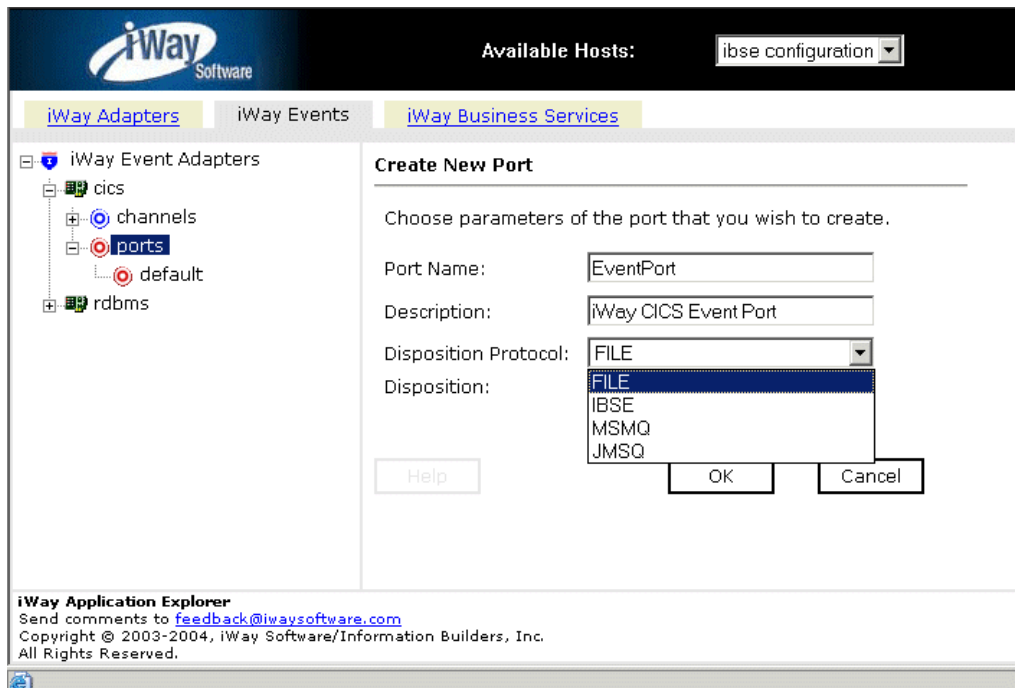 iWay
Software
Available Hosts: ibse configuration
iWay Adapters iWay Events iWay Business Services
iWay Event Adapters
cics
channels
ports
default
rdbms
Create New Port
Choose parameters of the port that you wish to create.
Port Name: EventPort
Description: iWay CICS Event Port
Disposition Protocol: FILE
Disposition:
FILE
IBSE
MSMQ
JMSQ
Help OK Cancel
iWay Application Explorer
Send comments to feedback@iwaysoftware.com
Copyright © 2003-2004, iWay Software/Information Builders, Inc.
All Rights Reserved.